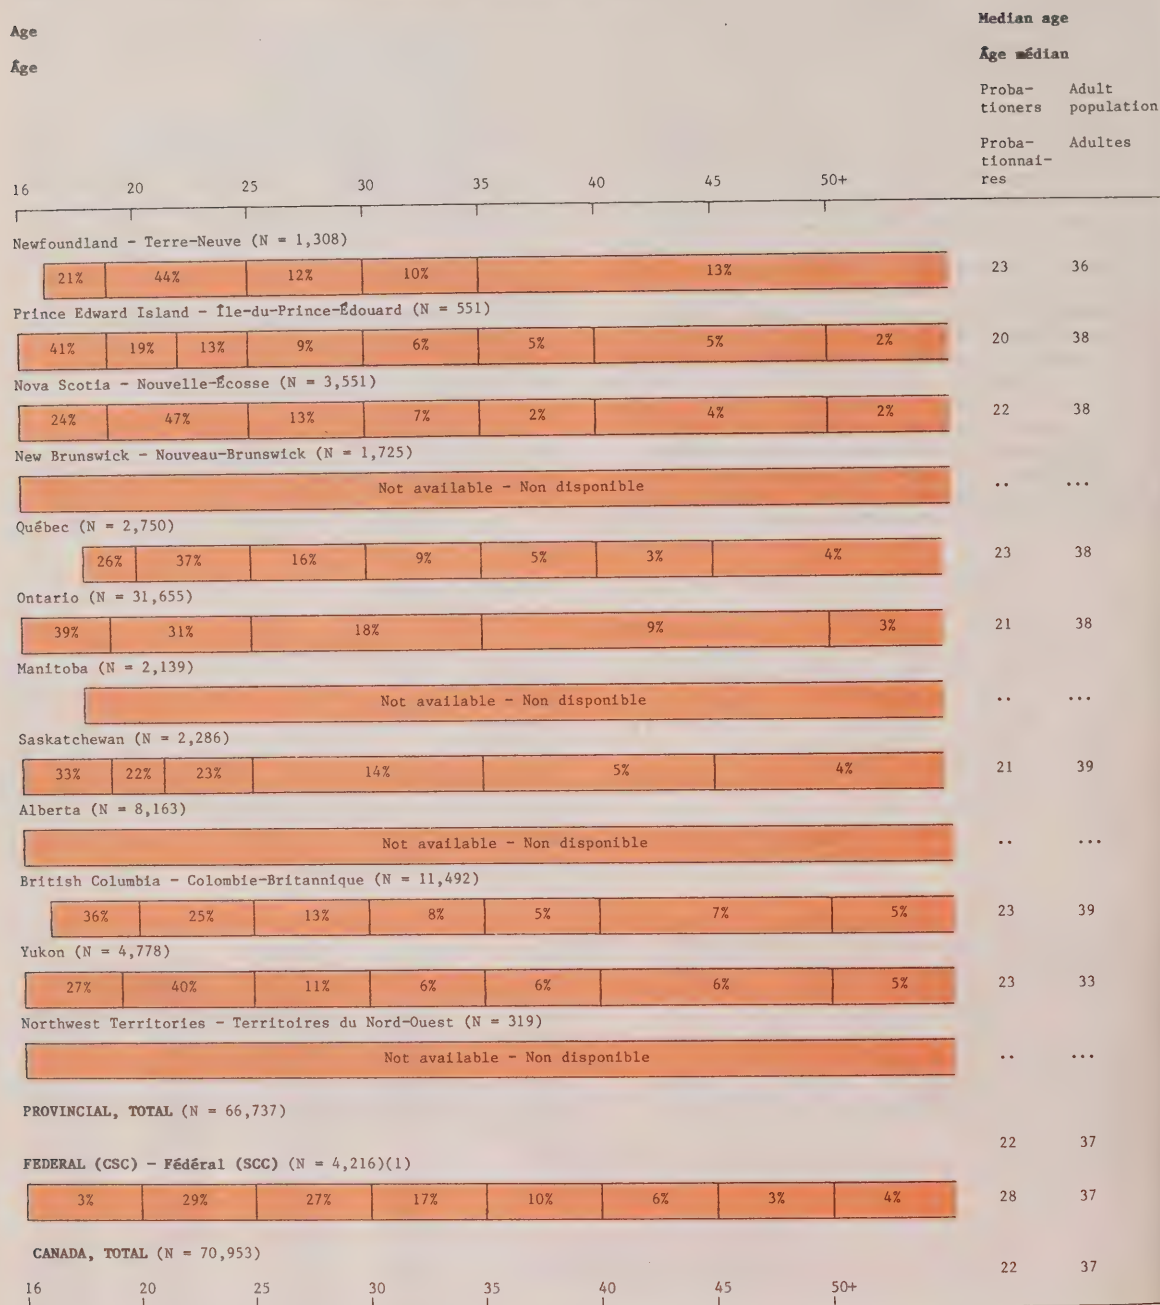 Age
Âge
Median age
Âge médian
Proba- Adult
tioners population
Proba- Adultes
tionnai-
res
16 20 25 30 35 40 45 50+
Newfoundland - Terre-Neuve (N = 1,308)
21% 44% 12% 10% 13% 23 36
Prince Edward Island - Île-du-Prince-Édouard (N = 551)
41% 19% 13% 9% 6% 5% 5% 2% 20 38
Nova Scotia - Nouvelle-Écosse (N = 3,551)
24% 47% 13% 7% 2% 4% 2% 22 38
New Brunswick - Nouveau-Brunswick (N = 1,725)
Not available - Non disponible .. ...
Québec (N = 2,750)
26% 37% 16% 9% 5% 3% 4% 23 38
Ontario (N = 31,655)
39% 31% 18% 9% 3% 21 38
Manitoba (N = 2,139)
Not available - Non disponible .. ...
Saskatchewan (N = 2,286)
33% 22% 23% 14% 5% 4% 21 39
Alberta (N = 8,163)
Not available - Non disponible .. ...
British Columbia - Colombie-Britannique (N = 11,492)
36% 25% 13% 8% 5% 7% 5% 23 39
Yukon (N = 4,778)
27% 40% 11% 6% 6% 6% 5% 23 33
Northwest Territories - Territoires du Nord-Ouest (N = 319)
Not available - Non disponible .. ...
PROVINCIAL, TOTAL (N = 66,737)
22 37
FEDERAL (CSC) - Fédéral (SCC) (N = 4,216)(1)
3% 29% 27% 17% 10% 6% 3% 4% 28 37
CANADA, TOTAL (N = 70,953)
22 37
16 20 25 30 35 40 45 50+